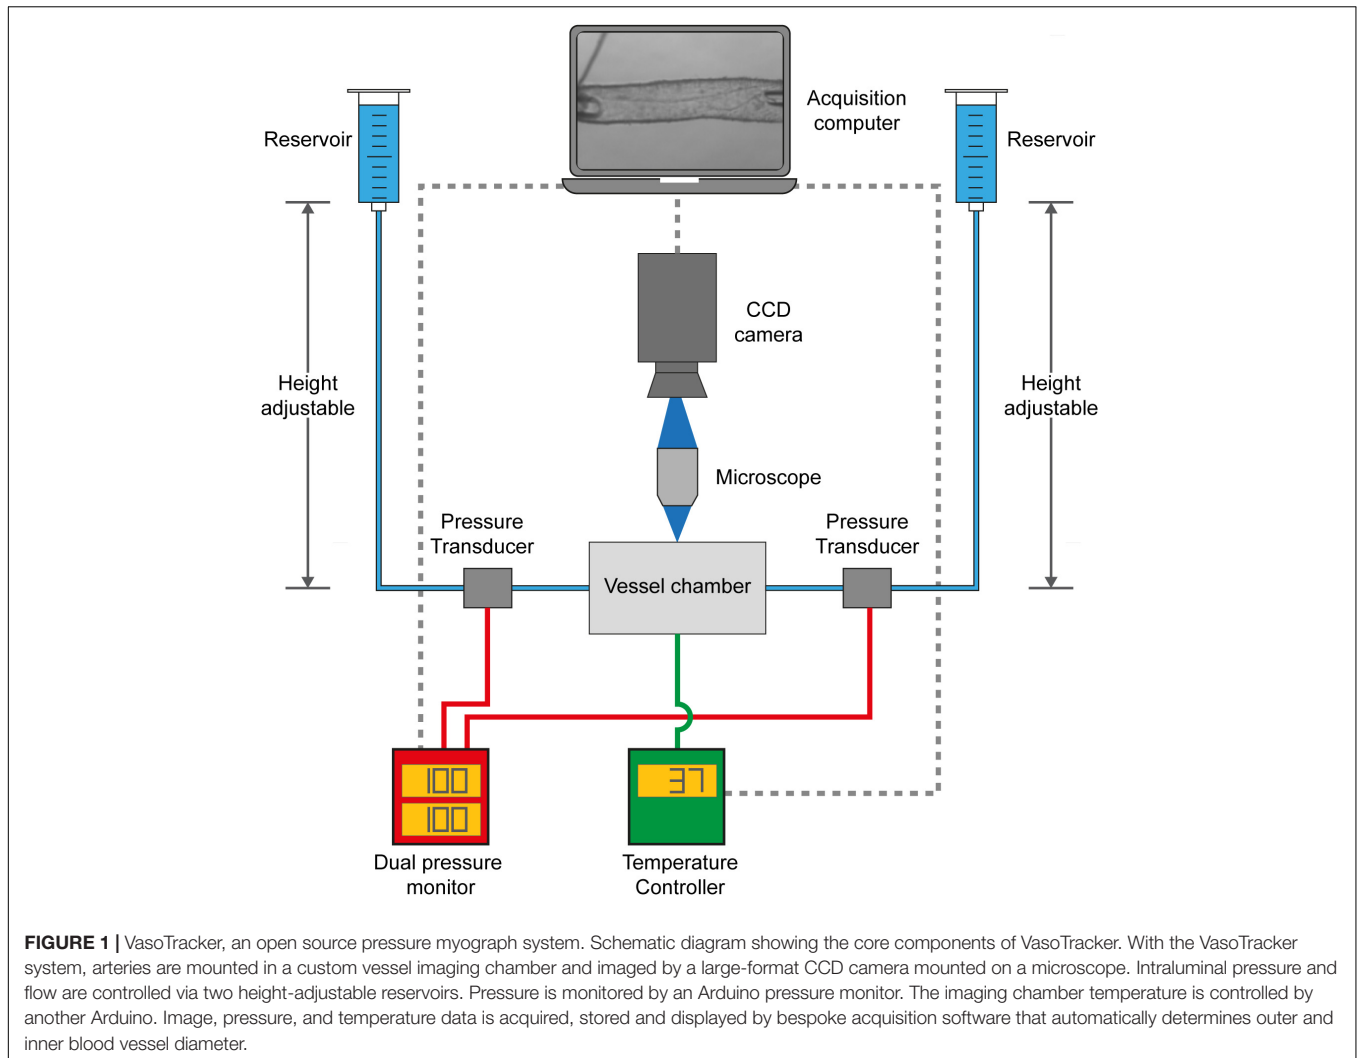 Acquisition
computer
Reservoir
Reservoir
CCD
camera
Height
adjustable
Height
adjustable
Microscope
Pressure
Transducer
Pressure
Transducer
Vessel chamber
100
100
37
Dual pressure
monitor
Temperature
Controller
FIGURE 1 | VasoTracker, an open source pressure myograph system. Schematic diagram showing the core components of VasoTracker. With the VasoTracker
system, arteries are mounted in a custom vessel imaging chamber and imaged by a large-format CCD camera mounted on a microscope. Intraluminal pressure and
flow are controlled via two height-adjustable reservoirs. Pressure is monitored by an Arduino pressure monitor. The imaging chamber temperature is controlled by
another Arduino. Image, pressure, and temperature data is acquired, stored and displayed by bespoke acquisition software that automatically determines outer and
inner blood vessel diameter.